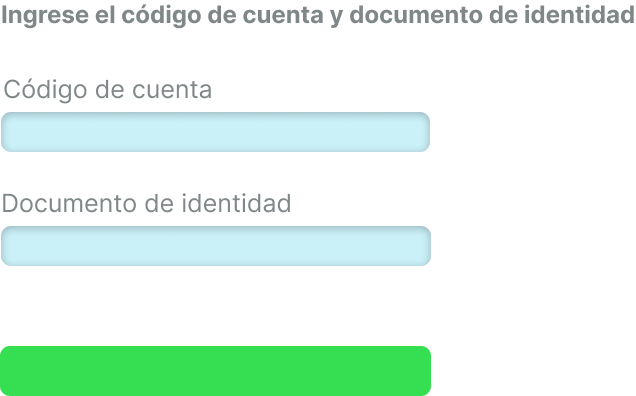 Ingrese el código de cuenta y documento de identidad
Código de cuenta
Documento de identidad